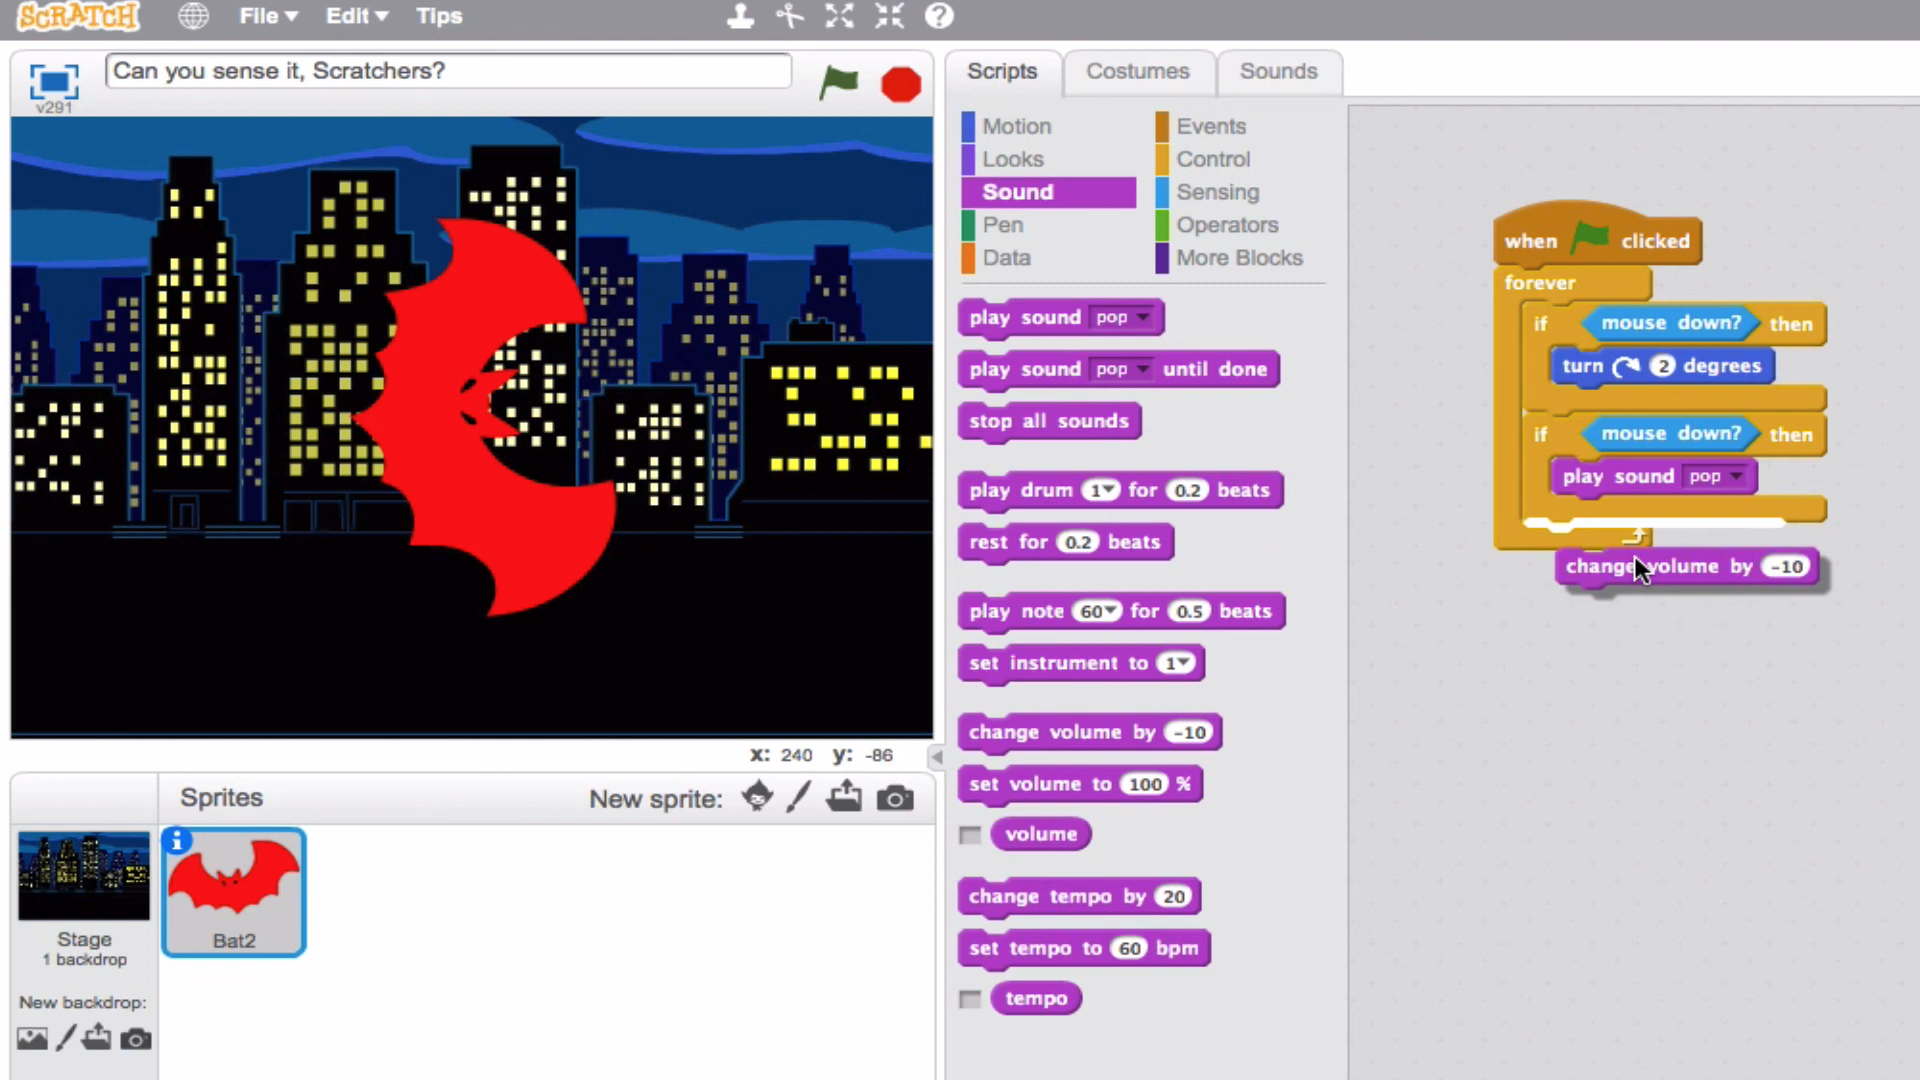 SCRATCH File Edit Tips
Can you sense it, Scratchers?
v291
Scripts Costumes Sounds
Motion Events
Looks Control
Sound Sensing
Pen Operators
Data More Blocks
play sound pop
play sound pop until done
stop all sounds
play drum 1 for 0.2 beats
rest for 0.2 beats
play note 60 for 0.5 beats
set instrument to 1
change volume by -10
set volume to 100 %
volume
change tempo by 20
set tempo to 60 bpm
tempo
when clicked
forever
if mouse down? then
turn 2 degrees
if mouse down? then
play sound pop
change volume by -10
x: 240 y: -86
Sprites New sprite:
Stage
1 backdrop
New backdrop:
Bat2